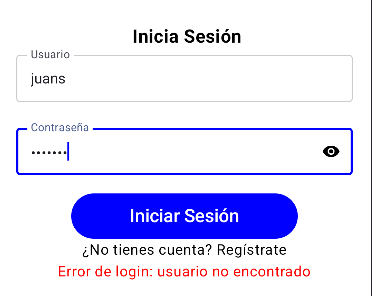 Inicia Sesión
Usuario
juans
Contraseña
•••••••
Iniciar Sesión
¿No tienes cuenta? Regístrate
Error de login: usuario no encontrado